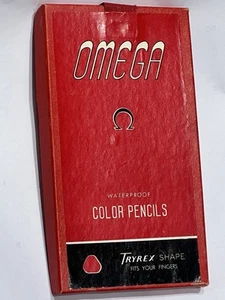 OMEGA
Ω
WATERPROOF
COLOR PENCILS
TRYREX SHAPE
FITS YOUR FINGERS